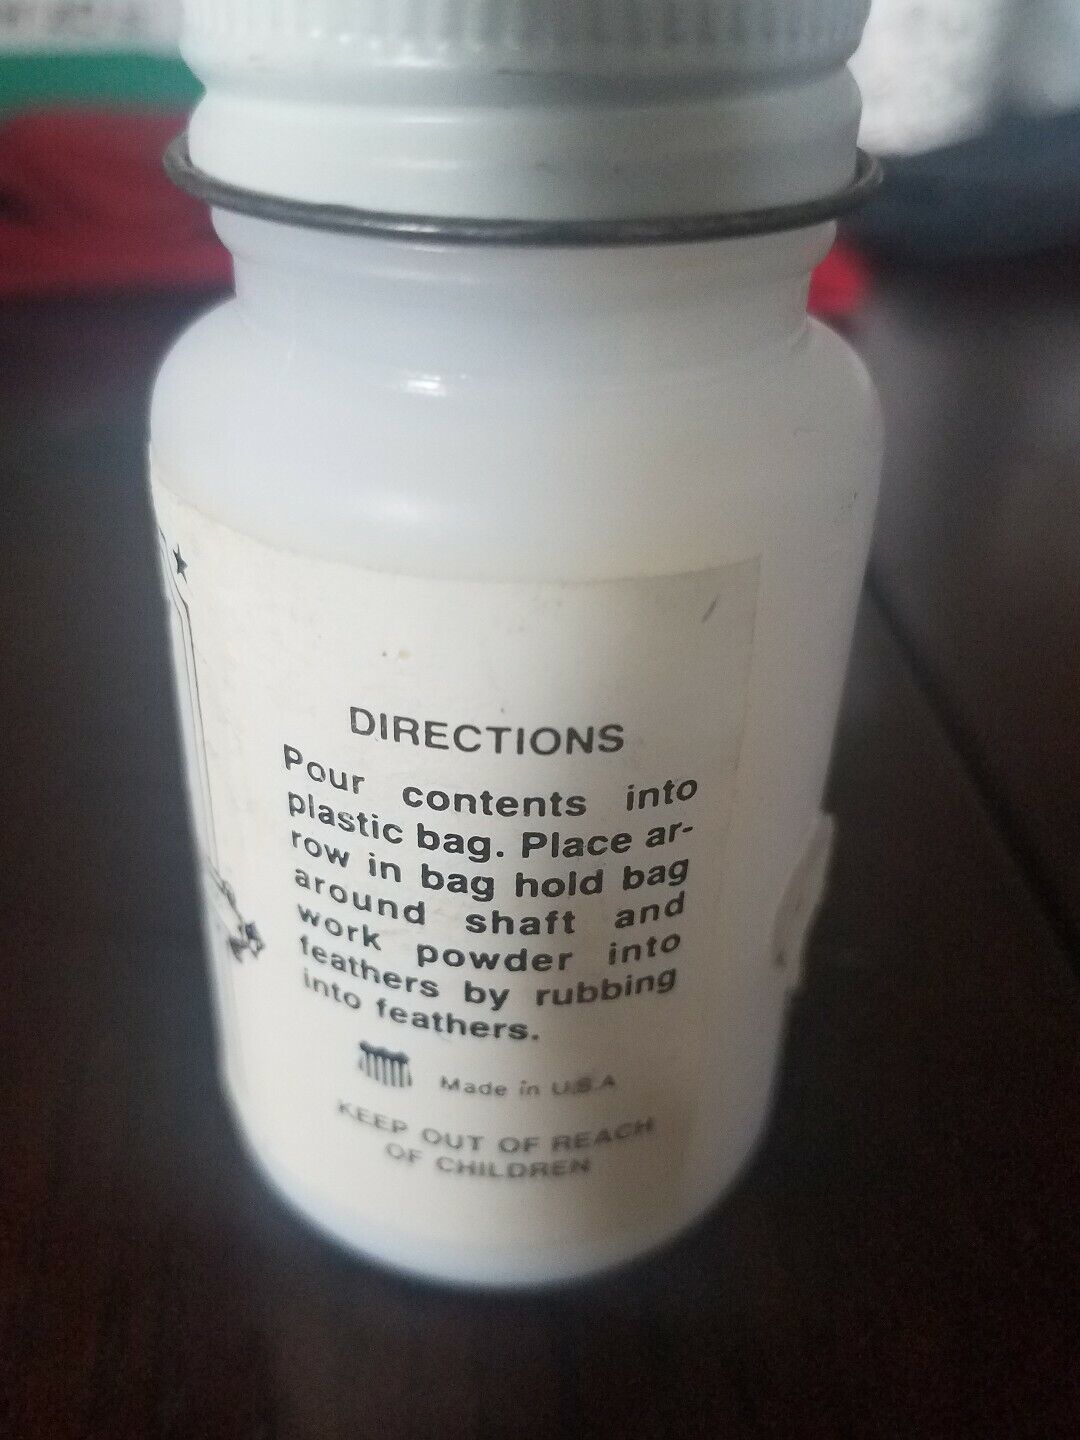 DIRECTIONS
Pour contents into
plastic bag. Place ar-
row in bag hold bag
around shaft and
work powder into
feathers by rubbing
into feathers.
Made in U.S.A
KEEP OUT OF REACH
OF CHILDREN